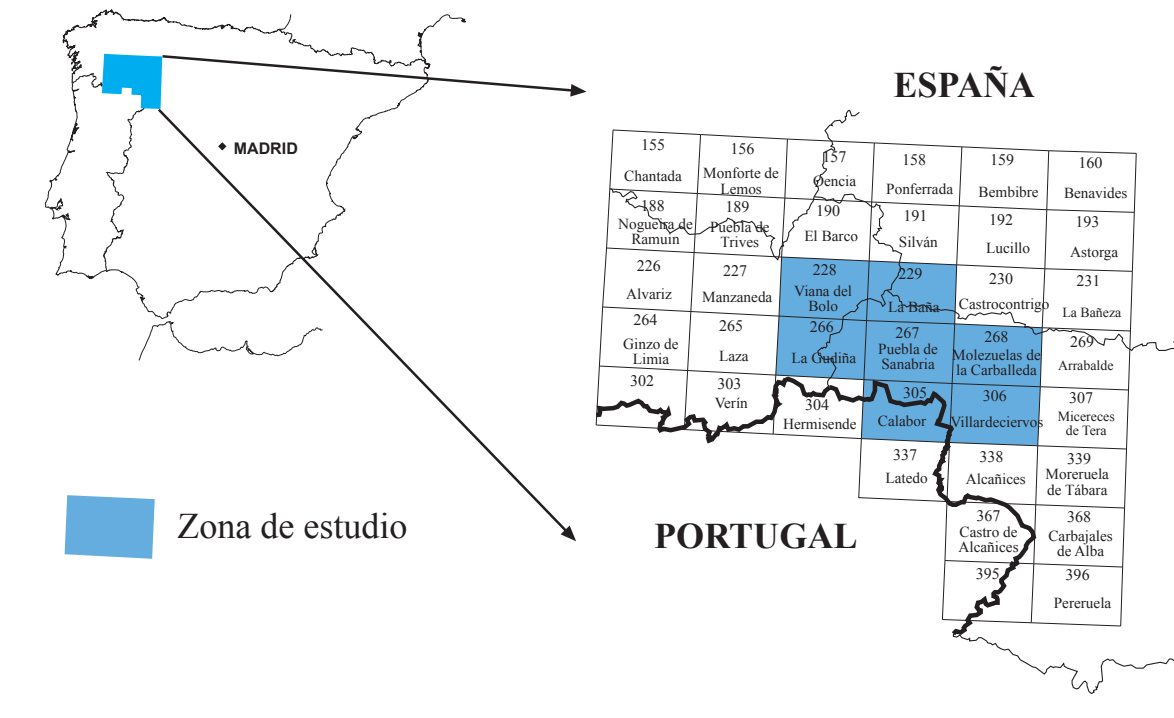 ESPAÑA
MADRID
155
Chantada
156
Monforte de
Lemos
157
Oencia
158
Ponferrada
159
Bembibre
160
Benavides
188
Nogueira de
Ramuin
189
Puebla de
Trives
190
El Barco
191
Silván
192
Lucillo
193
Astorga
226
Alvariz
227
Manzaneda
228
Viana del
Bolo
229
La Baña
230
Castrocontrigo
231
La Bañeza
264
Ginzo de
Limia
265
Laza
266
La Gudiña
267
Puebla de
Sanabria
268
Molezuelas de
la Carballeda
269
Arrabalde
302
303
Verín
304
Hermisende
305
Calabor
306
Villardeciervos
307
Micereces
de Tera
337
Latedo
338
Alcañices
339
Moreruela
de Tábara
367
Castro de
Alcañices
368
Carbajales
de Alba
395
396
Pereruela
Zona de estudio
PORTUGAL